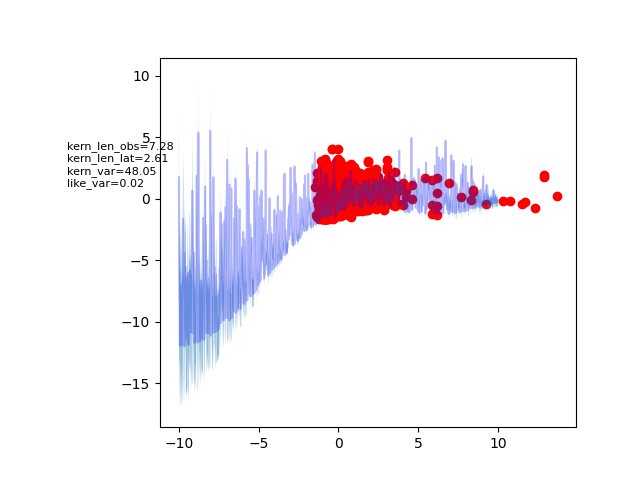 10
5
0
−5
−10
−15
kern_len_obs=7.28
kern_len_lat=2.61
kern_var=48.05
like_var=0.02
−10 −5 0 5 10